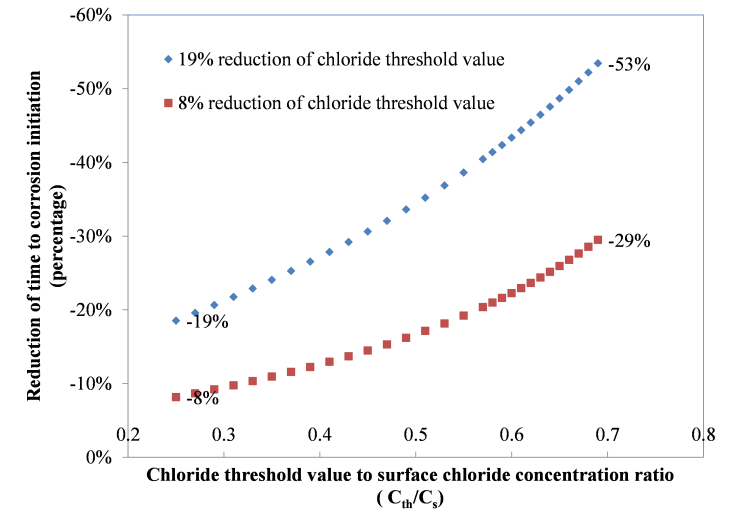 -60%
-50%
-40%
-30%
-20%
-10%
0%
Reduction of time to corrosion initiation
(percentage)
19% reduction of chloride threshold value
8% reduction of chloride threshold value
-53%
-29%
-19%
-8%
0.2 0.3 0.4 0.5 0.6 0.7 0.8
Chloride threshold value to surface chloride concentration ratio
( Cth/Cs)